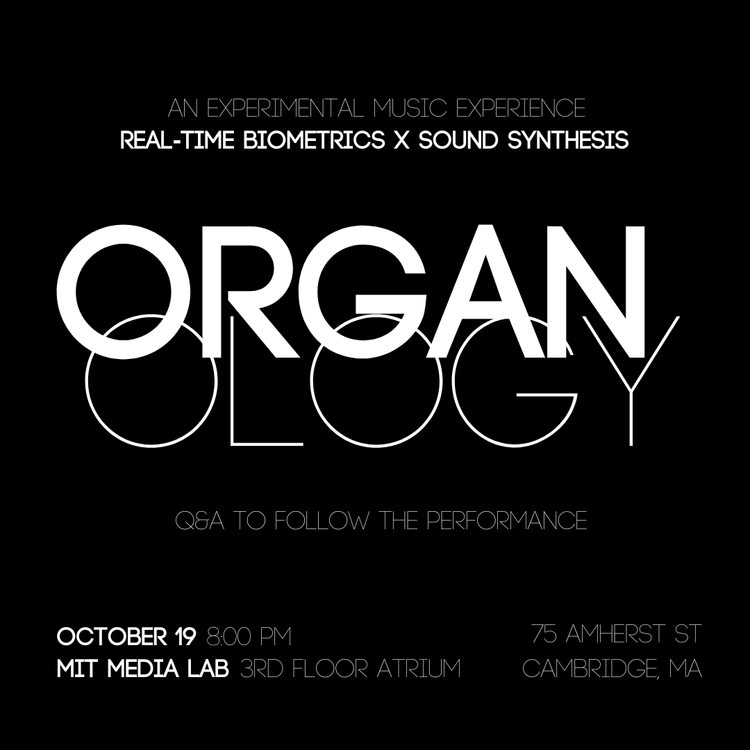 AN EXPERIMENTAL MUSIC EXPERIENCE
REAL-TIME BIOMETRICS X SOUND SYNTHESIS
ORGAN
OLOGY
Q&A TO FOLLOW THE PERFORMANCE
OCTOBER 19 8:00 PM
MIT MEDIA LAB 3RD FLOOR ATRIUM
75 AMHERST ST
CAMBRIDGE, MA